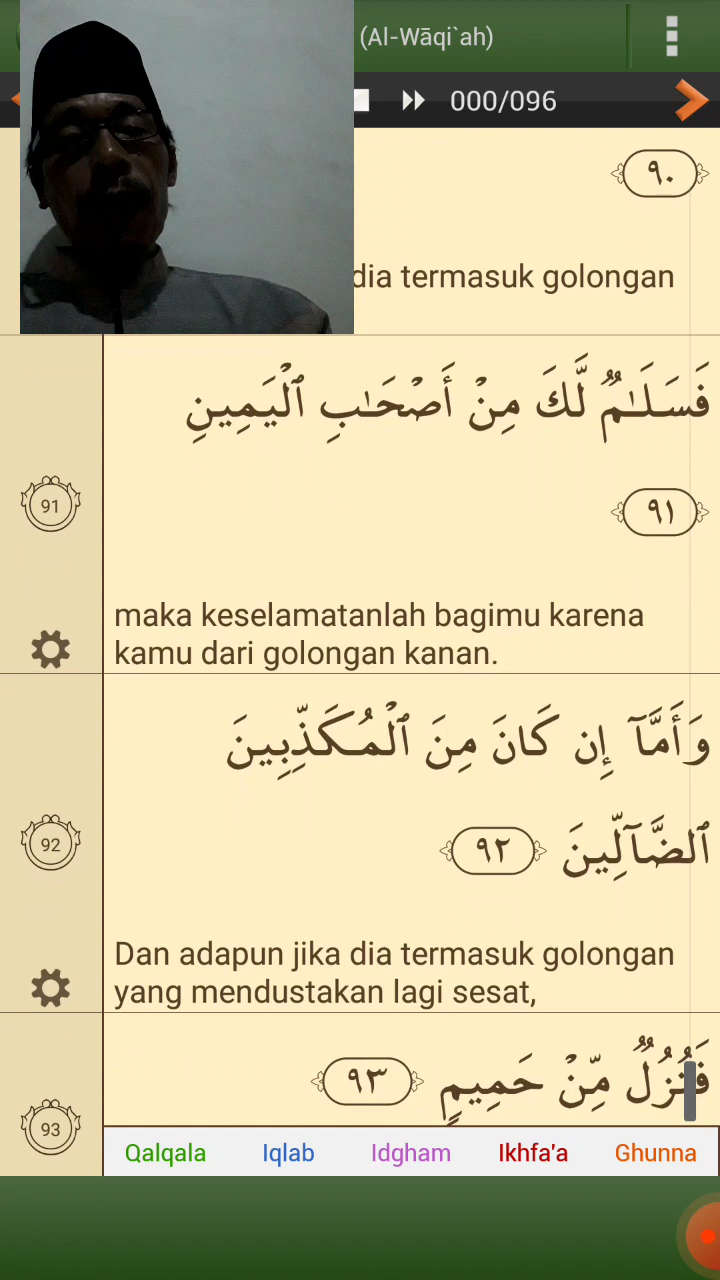 (Al-Wāqi`ah)
000/096
٩٠
dia termasuk golongan
فَسَلَـٰمٌ لَّكَ مِنْ أَصْحَـٰبِ ٱلْيَمِينِ
91
٩١
maka keselamatanlah bagimu karena
kamu dari golongan kanan.
وَأَمَّآ إِن كَانَ مِنَ ٱلْمُكَذِّبِينَ
ٱلضَّآلِّينَ ٩٢
92
Dan adapun jika dia termasuk golongan
yang mendustakan lagi sesat,
فَنُزُلٌ مِّنْ حَمِيمٍ ٩٣
93
Qalqala Iqlab Idgham Ikhfa'a Ghunna